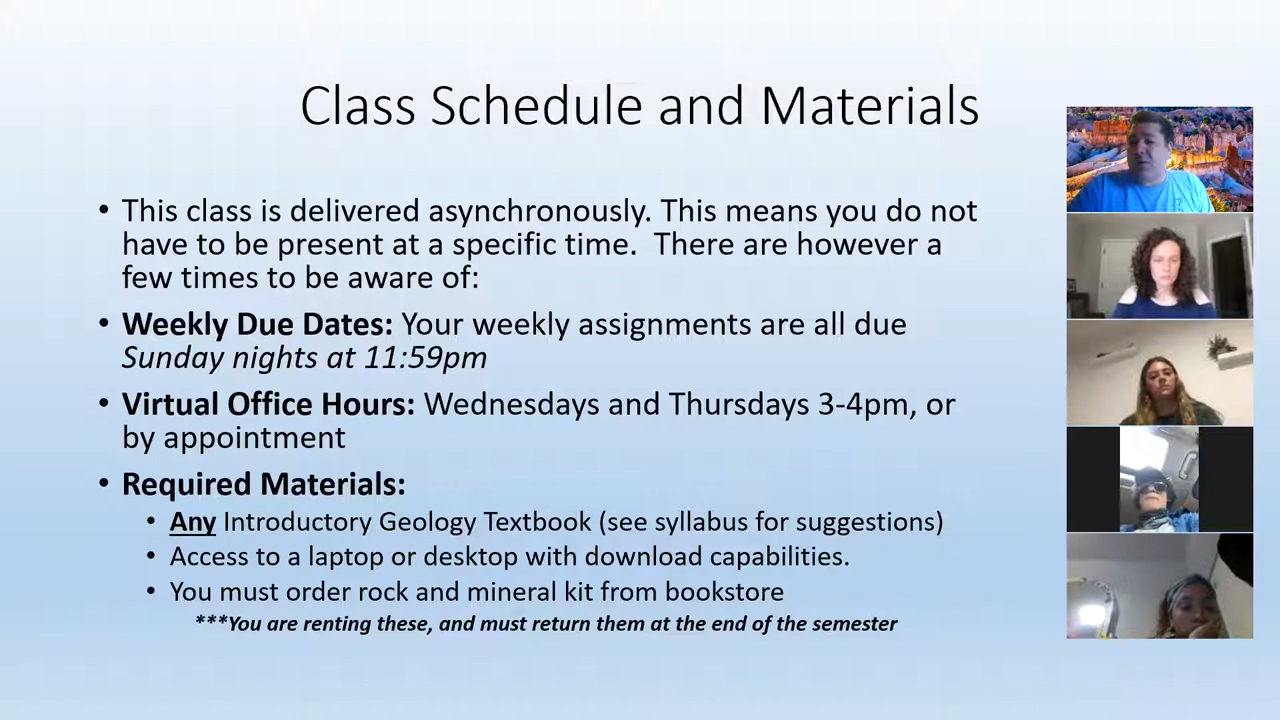 Class Schedule and Materials
• This class is delivered asynchronously. This means you do not
have to be present at a specific time.  There are however a
few times to be aware of:
• Weekly Due Dates: Your weekly assignments are all due
Sunday nights at 11:59pm
• Virtual Office Hours: Wednesdays and Thursdays 3-4pm, or
by appointment
• Required Materials:
• Any Introductory Geology Textbook (see syllabus for suggestions)
• Access to a laptop or desktop with download capabilities.
• You must order rock and mineral kit from bookstore
***You are renting these, and must return them at the end of the semester